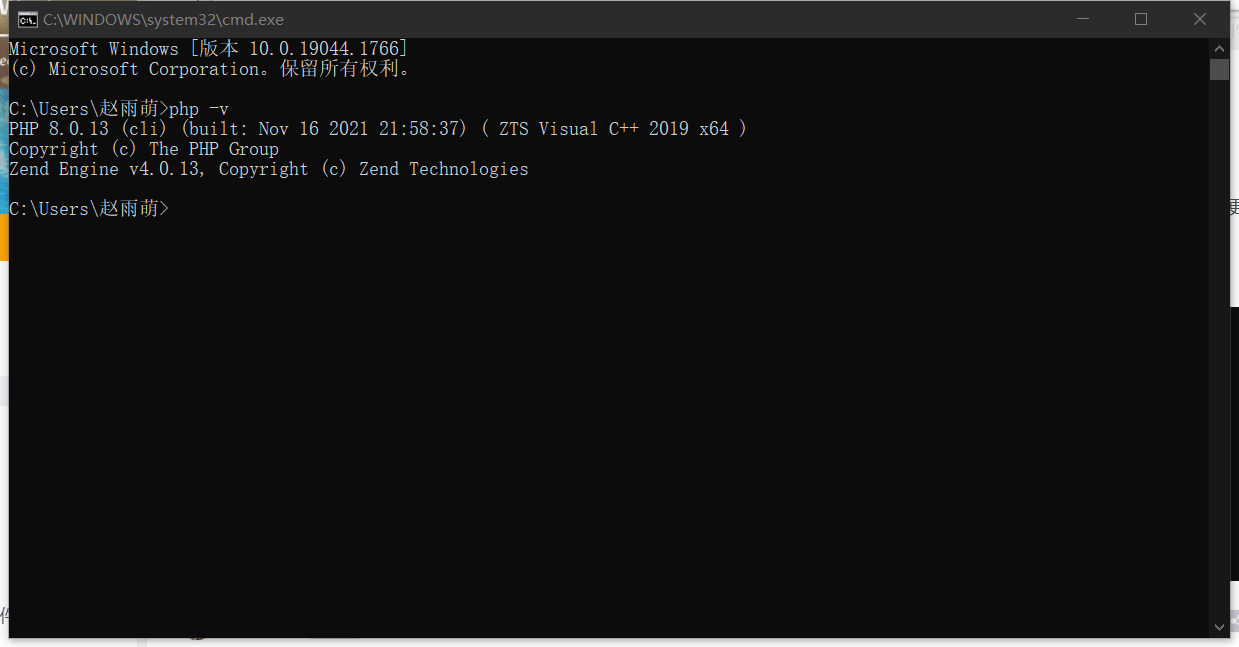 C:\WINDOWS\system32\cmd.exe
Microsoft Windows [版本 10.0.19044.1766]
(c) Microsoft Corporation。保留所有权利。
C:\Users\赵雨萌>php -v
PHP 8.0.13 (cli) (built: Nov 16 2021 21:58:37) ( ZTS Visual C++ 2019 x64 )
Copyright (c) The PHP Group
Zend Engine v4.0.13, Copyright (c) Zend Technologies
C:\Users\赵雨萌>